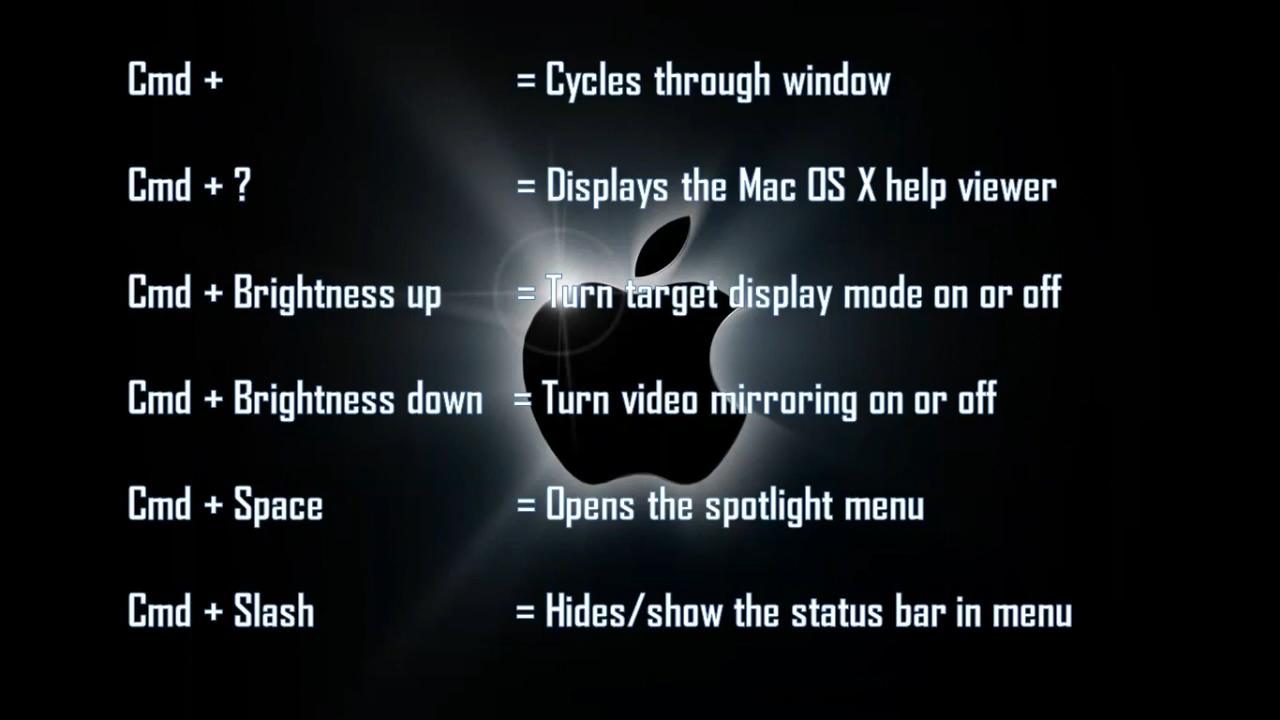 Cmd + = Cycles through window
Cmd + ? = Displays the Mac OS X help viewer
Cmd + Brightness up = Turn target display mode on or off
Cmd + Brightness down = Turn video mirroring on or off
Cmd + Space = Opens the spotlight menu
Cmd + Slash = Hides/show the status bar in menu